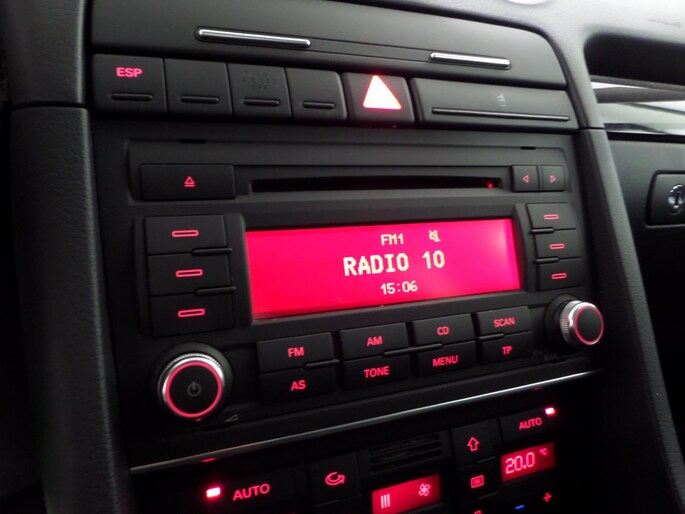 ESP
FM1
RADIO 10
15:06
FM AM CD SCAN
AS TONE MENU TP
AUTO
AUTO
20.0 °C